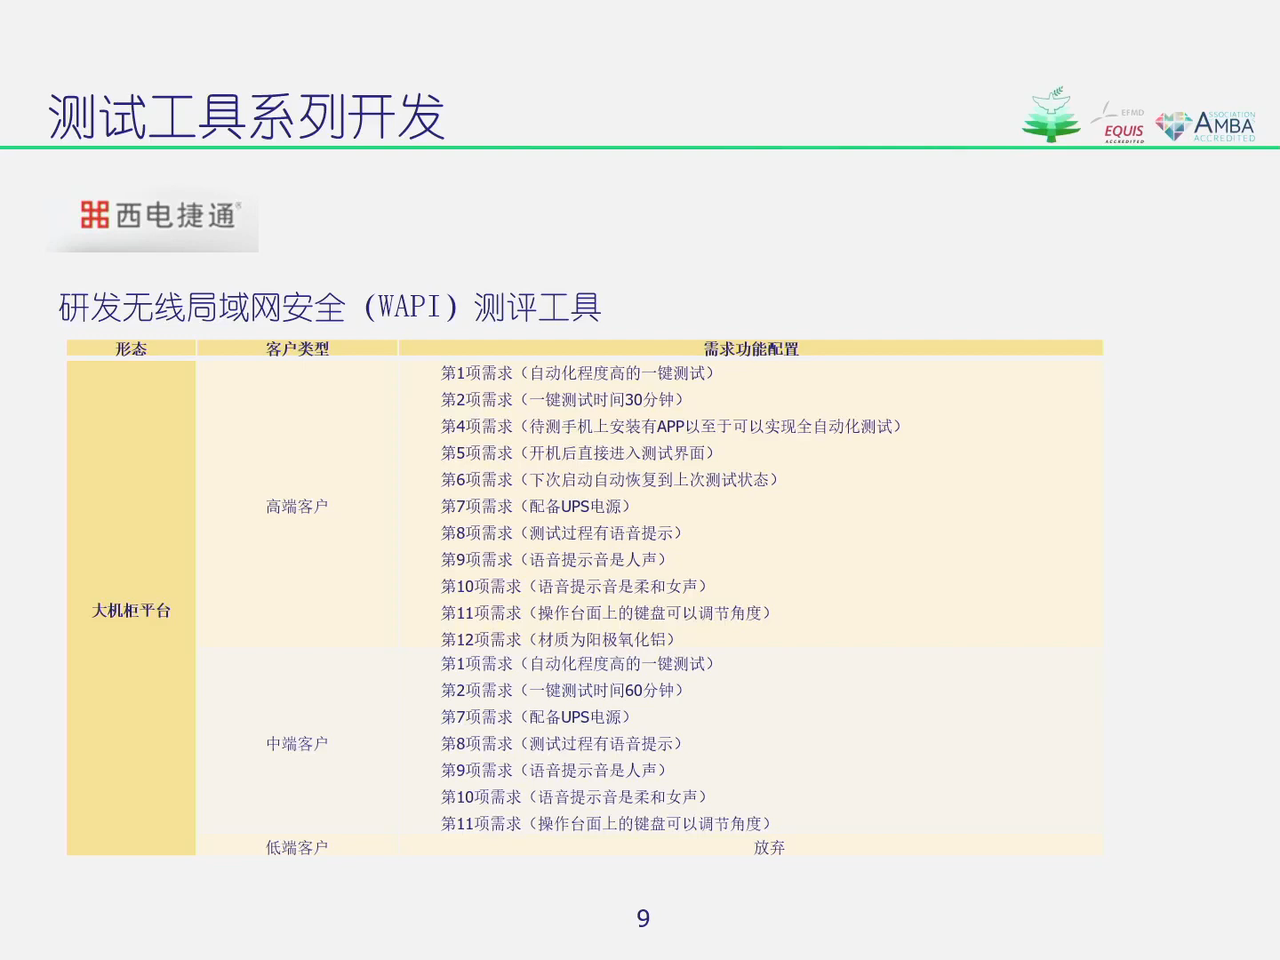 测试工具系列开发
EFMD
EQUIS
ACCREDITED
ASSOCIATION
AMBA
ACCREDITED
西电捷通®
研发无线局域网安全（WAPI）测评工具
形态 客户类型 需求功能配置
大机柜平台
高端客户
第1项需求（自动化程度高的一键测试）
第2项需求（一键测试时间30分钟）
第4项需求（待测手机上安装有APP以至于可以实现全自动化测试）
第5项需求（开机后直接进入测试界面）
第6项需求（下次启动自动恢复到上次测试状态）
第7项需求（配备UPS电源）
第8项需求（测试过程有语音提示）
第9项需求（语音提示音是人声）
第10项需求（语音提示音是柔和女声）
第11项需求（操作台面上的键盘可以调节角度）
第12项需求（材质为阳极氧化铝）
中端客户
第1项需求（自动化程度高的一键测试）
第2项需求（一键测试时间60分钟）
第7项需求（配备UPS电源）
第8项需求（测试过程有语音提示）
第9项需求（语音提示音是人声）
第10项需求（语音提示音是柔和女声）
第11项需求（操作台面上的键盘可以调节角度）
低端客户 放弃
9